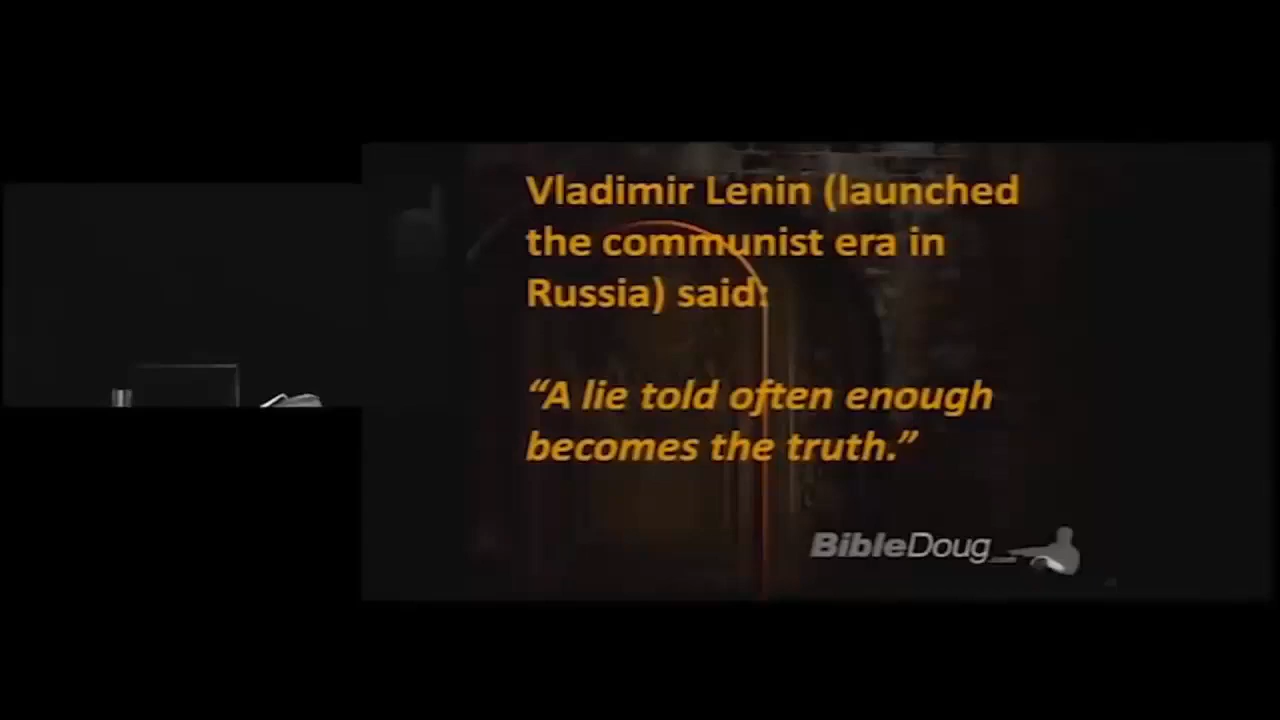 Vladimir Lenin (launched
the communist era in
Russia) said:
“A lie told often enough
becomes the truth.”
BibleDoug